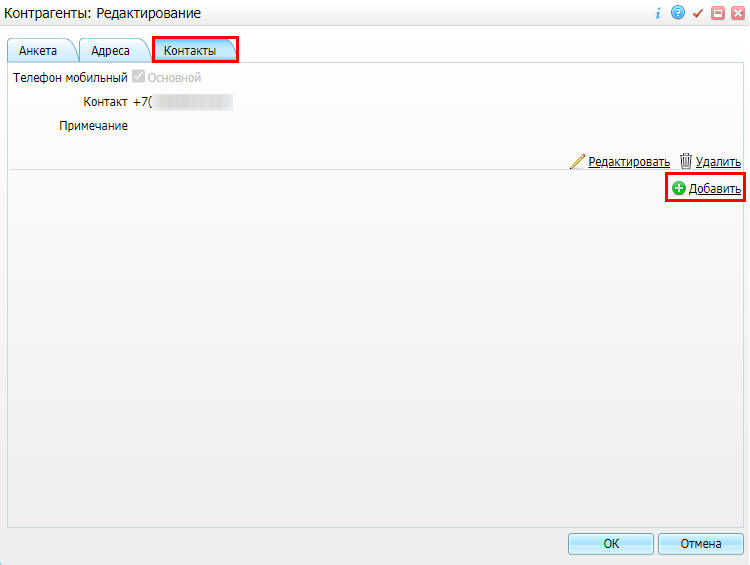 Контрагенты: Редактирование
Анкета Адреса Контакты
Телефон мобильный Основной
Контакт +7(
Примечание
Редактировать Удалить
Добавить
OK Отмена